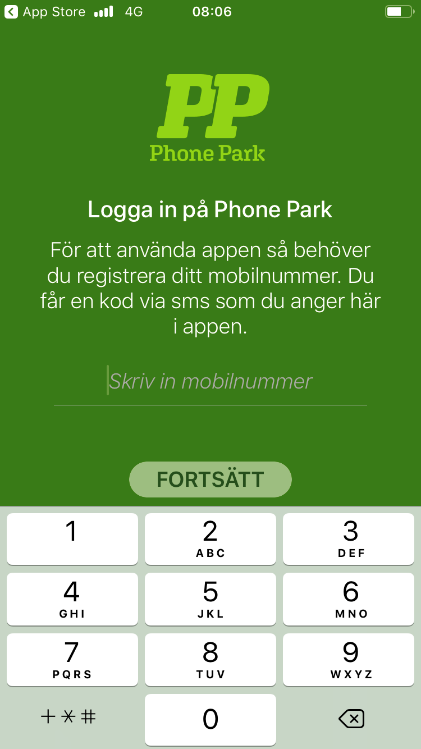 App Store 4G 08:06
PP
Phone Park
Logga in på Phone Park
För att använda appen så behöver
du registrera ditt mobilnummer. Du
får en kod via sms som du anger här
i appen.
Skriv in mobilnummer
FORTSÄTT
1 2 3
ABC DEF
4 5 6
GHI JKL MNO
7 8 9
PQRS TUV WXYZ
+*# 0